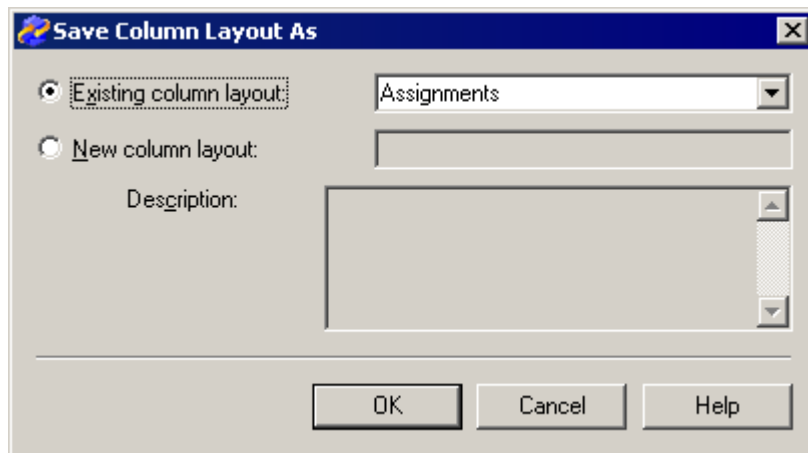 Save Column Layout As
Existing column layout: Assignments
New column layout:
Description:
OK Cancel Help